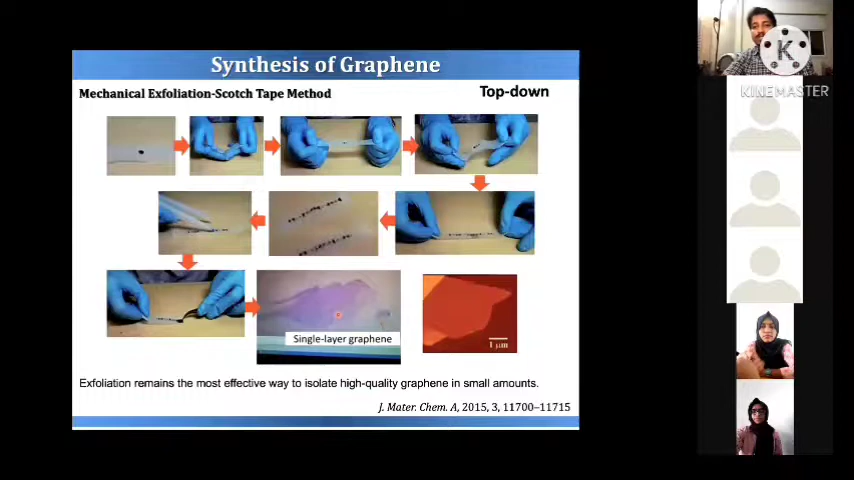 Synthesis of Graphene
Mechanical Exfoliation-Scotch Tape Method
Top-down
Single-layer graphene
1 μm
Exfoliation remains the most effective way to isolate high-quality graphene in small amounts.
J. Mater. Chem. A, 2015, 3, 11700–11715
K
KINEMASTER